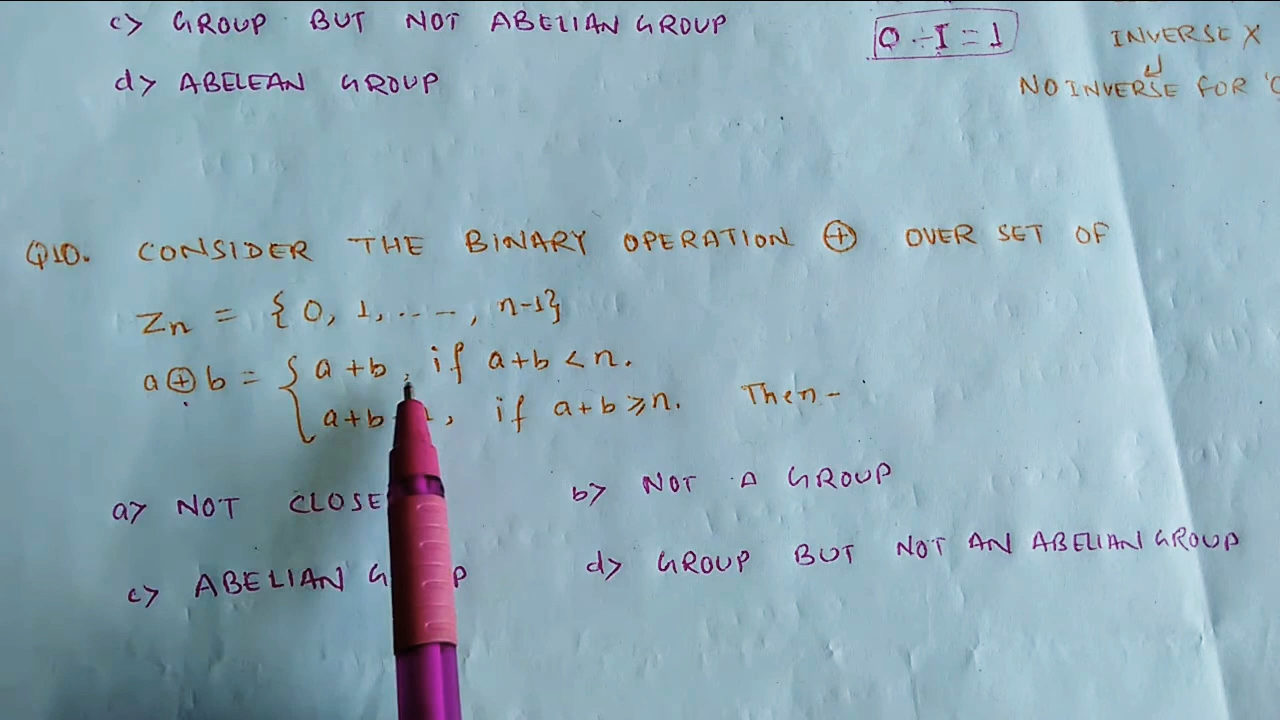 c> GROUP BUT NOT ABELIAN GROUP
d> ABELEAN GROUP
0 ÷ I = 1
INVERSE X
NO INVERSE FOR
Q10. CONSIDER THE BINARY OPERATION ⊕ OVER SET OF
Zn = {0, 1, ..., n-1}
a ⊕ b = { a + b, if a + b < n.
a + b , if a + b ≥ n. Then -
a> NOT
b> NOT A GROUP
c> ABELIAN
d> GROUP BUT NOT AN ABELIAN GROUP